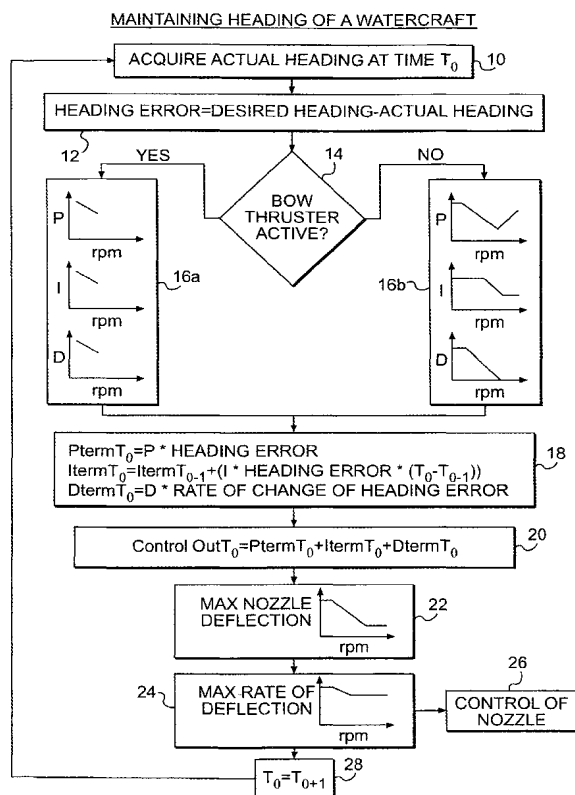 MAINTAINING HEADING OF A WATERCRAFT
ACQUIRE ACTUAL HEADING AT TIME T0
10
HEADING ERROR=DESIRED HEADING-ACTUAL HEADING
12
14
YES
NO
BOW
THRUSTER
ACTIVE?
P
rpm
I
rpm
D
rpm
16a
P
rpm
I
rpm
D
rpm
16b
PtermT0=P * HEADING ERROR
ItermT0=ItermT0-1+(I * HEADING ERROR * (T0-T0-1))
DtermT0=D * RATE OF CHANGE OF HEADING ERROR
18
Control OutT0=PtermT0+ItermT0+DtermT0
20
MAX NOZZLE
DEFLECTION
rpm
22
24
MAX RATE OF
DEFLECTION
rpm
26
CONTROL OF
NOZZLE
T0=T0+1
28